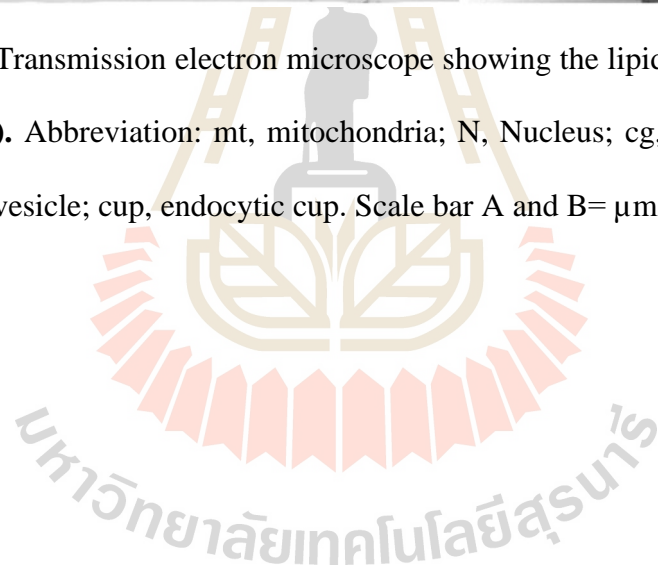 Transmission electron microscope showing the lipid
). Abbreviation: mt, mitochondria; N, Nucleus; cg,
vesicle; cup, endocytic cup. Scale bar A and B= µm
มหาวิทยาลัยเทคโนโลยีสุรนารี